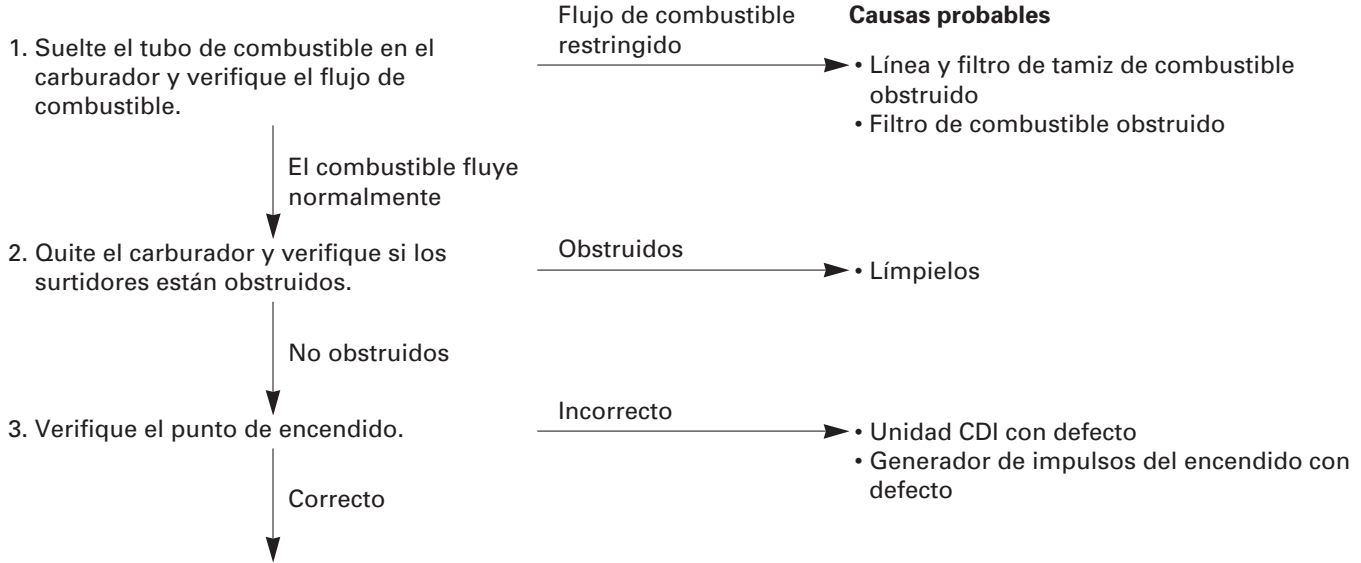 Flujo de combustible
restringido
Causas probables
1. Suelte el tubo de combustible en el
carburador y verifique el flujo de
combustible.
• Línea y filtro de tamiz de combustible
obstruido
• Filtro de combustible obstruido
El combustible fluye
normalmente
2. Quite el carburador y verifique si los
surtidores están obstruidos.
Obstruidos
• Límpielos
No obstruidos
3. Verifique el punto de encendido.
Incorrecto
• Unidad CDI con defecto
• Generador de impulsos del encendido con
defecto
Correcto